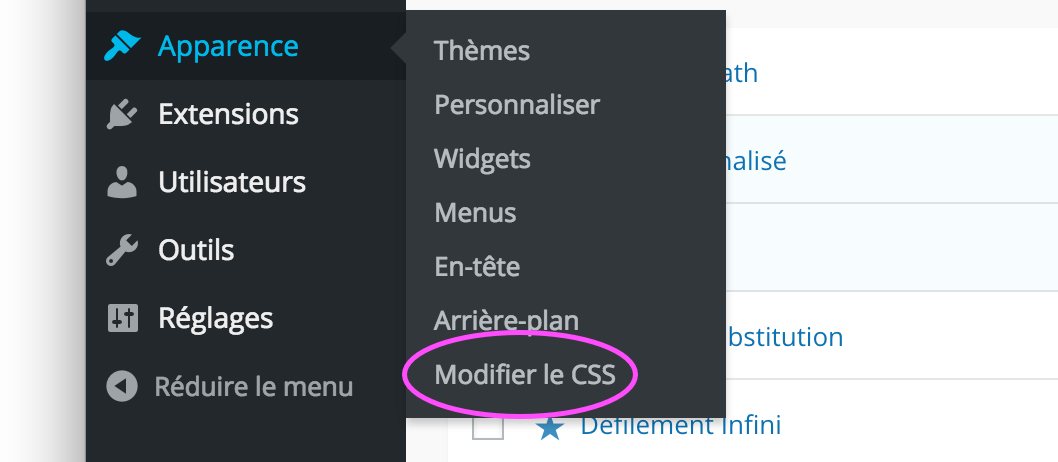 Apparence
Extensions
Utilisateurs
Outils
Réglages
Réduire le menu
Thèmes
Personnaliser
Widgets
Menus
En-tête
Arrière-plan
Modifier le CSS
ath
nalisé
bstitution
Défilement Infini